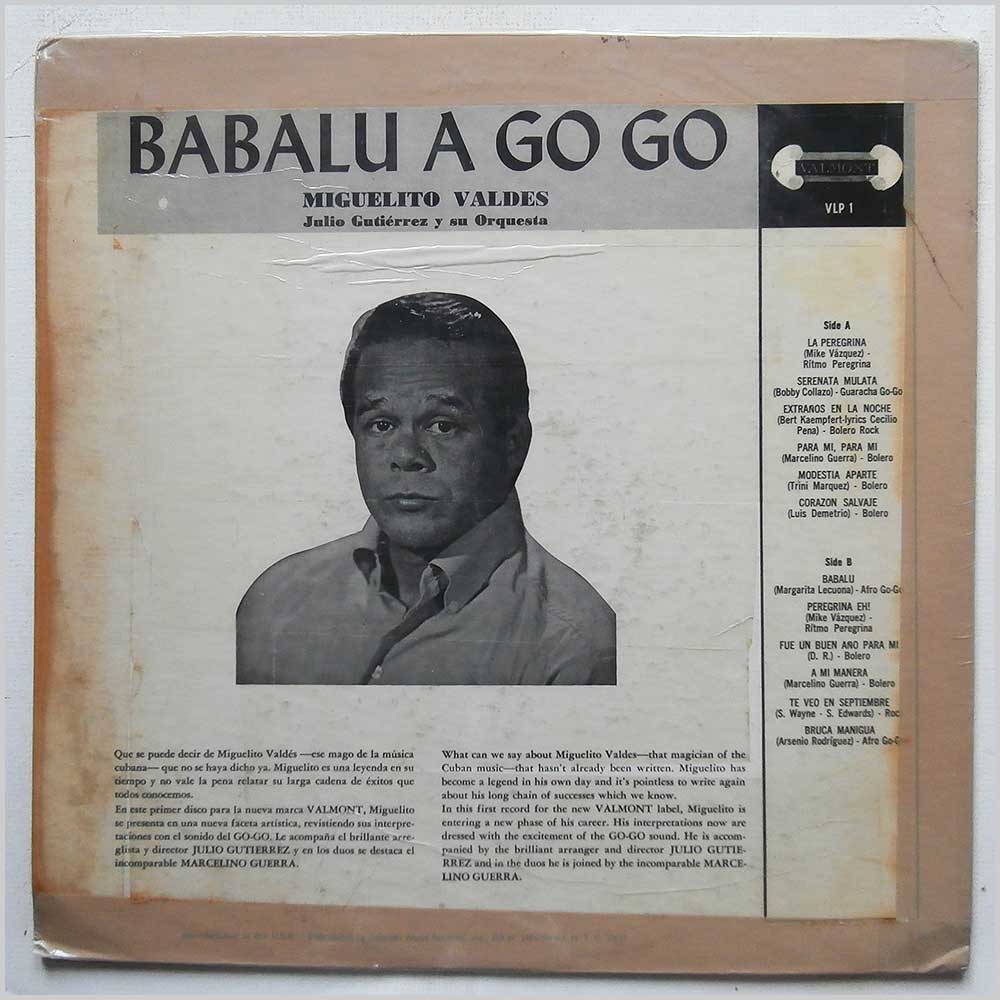 BABALU A GO GO
MIGUELITO VALDES
Julio Gutiérrez y su Orquesta
VALMONT
VLP 1
Side A
LA PEREGRINA
(Mike Vázquez) -
Rítmo Peregrina
SERENATA MULATA
(Bobby Collazo) - Guaracha Go-Go
EXTRAÑOS EN LA NOCHE
(Bert Kaempfert-lyrics Cecilio
Pena) - Bolero Rock
PARA MI, PARA MI
(Marcelino Guerra) - Bolero
MODESTIA APARTE
(Trini Marquez) - Bolero
CORAZON SALVAJE
(Luis Demetrio) - Bolero
Side B
BABALU
(Margarita Lecuona) - Afro Go-Go
PEREGRINA EH!
(Mike Vázquez) -
Rítmo Peregrina
FUE UN BUEN AÑO PARA MI
(D. R.) - Bolero
A MI MANERA
(Marcelino Guerra) - Bolero
TE VEO EN SEPTIEMBRE
(S. Wayne - S. Edwards) - Roc
BRUCA MANIGUA
(Arsenio Rodríguez) - Afro Go-G
Que se puede decir de Miguelito Valdés —ese mago de la música
cubana— que no se haya dicho ya. Miguelito es una leyenda en su
tiempo y no vale la pena relatar su larga cadena de éxitos que
todos conocemos.
En este primer disco para la nueva marca VALMONT, Miguelito
se presenta en una nueva faceta artística, revistiendo sus interpre-
taciones con el sonido del GO-GO. Le acompaña el brillante arre-
glista y director JULIO GUTIERREZ y en los duos se destaca el
incomparable MARCELINO GUERRA.
What can we say about Miguelito Valdes—that magician of the
Cuban music—that hasn't already been written. Miguelito has
become a legend in his own day and it's pointless to write again
about his long chain of successes which we know.
In this first record for the new VALMONT label, Miguelito is
entering a new phase of his career. His interpretations now are
dressed with the excitement of the GO-GO sound. He is accom-
panied by the brilliant arranger and director JULIO GUTIE-
RREZ and in the duos he is joined by the incomparable MARCE-
LINO GUERRA.